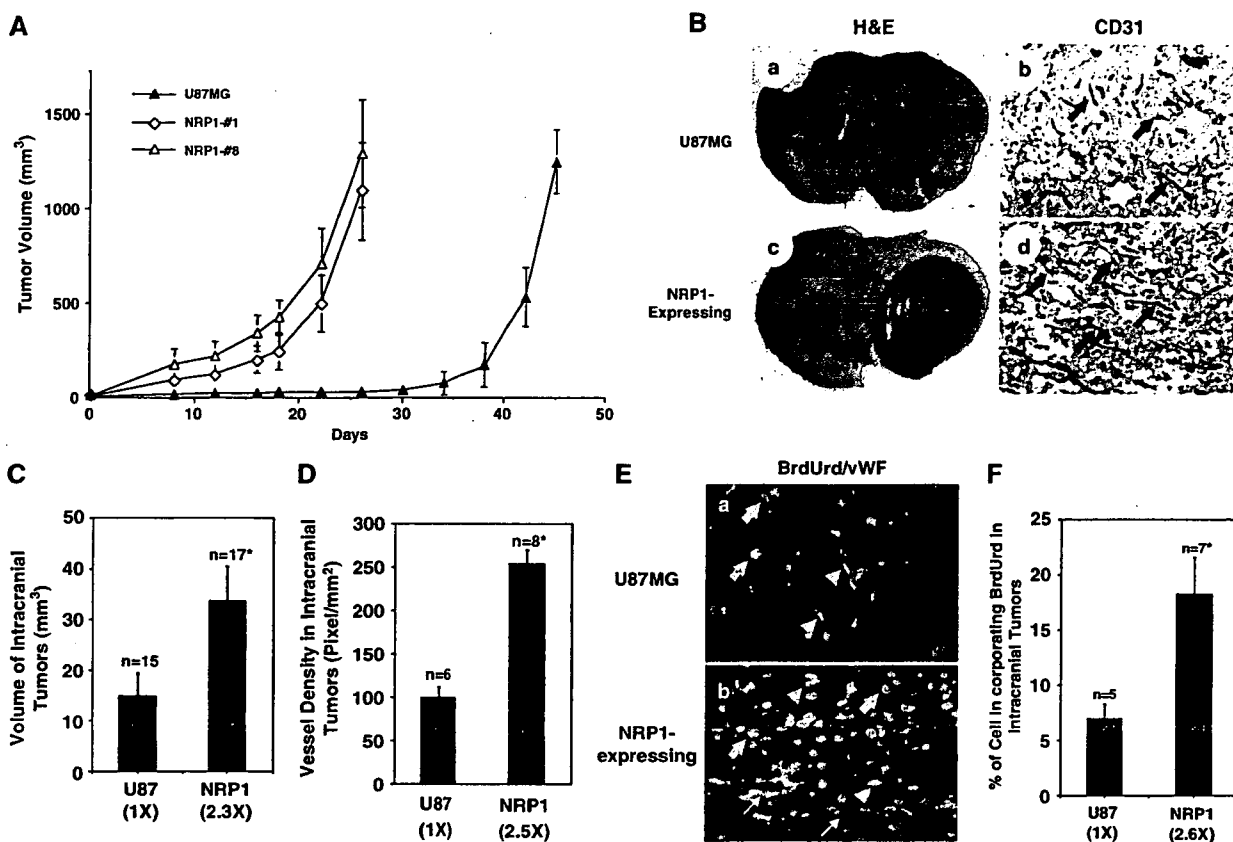 A
Tumor Volume (mm3)
1500
1000
500
0
0
10
20
30
40
50
Days
U87MG
NRP1-#1
NRP1-#8
B
H&E
CD31
U87MG
NRP1-
Expressing
a
b
c
d
C
Volume of Intracranial
Tumors (mm3)
50
40
30
20
10
0
n=15
n=17*
U87
(1X)
NRP1
(2.3X)
D
Vessel Density in Intracranial
Tumors (Pixel/mm2)
300
250
200
150
100
50
0
n=6
n=8*
U87
(1X)
NRP1
(2.5X)
E
BrdUrd/vWF
U87MG
NRP1-
expressing
a
b
F
% of Cell in corporating BrdUrd in
Intracranial Tumors
25
20
15
10
5
0
n=5
n=7*
U87
(1X)
NRP1
(2.6X)